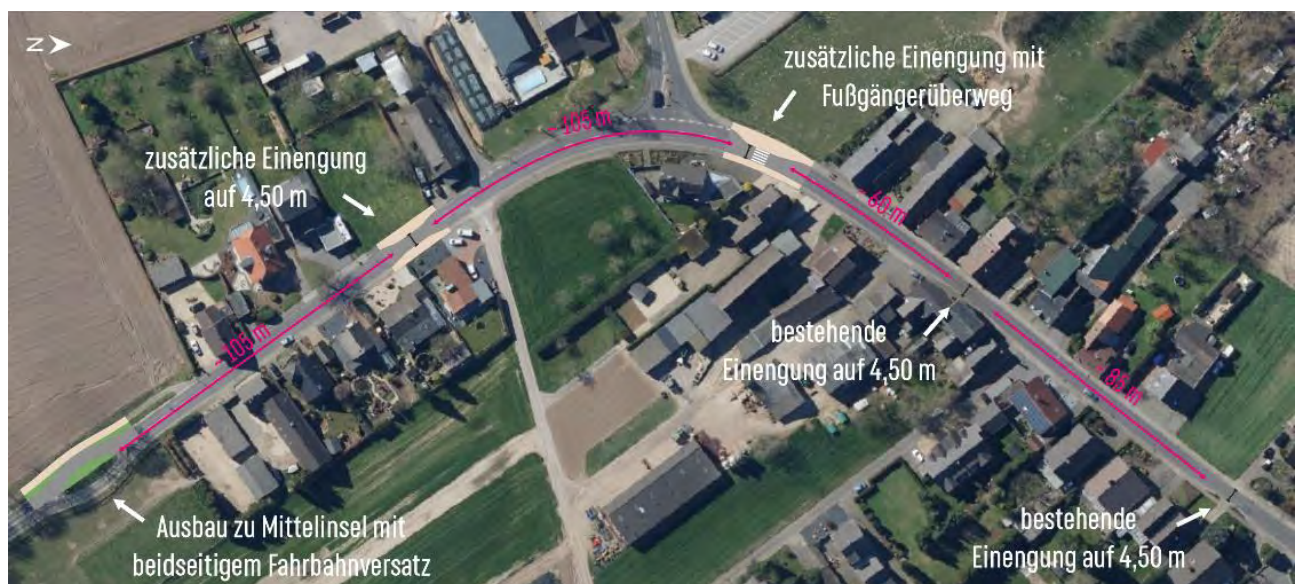 N
zusätzliche Einengung mit
Fußgängerüberweg
~ 105 m
zusätzliche Einengung
auf 4,50 m
~ 60 m
~ 105 m
bestehende
Einengung auf 4,50 m
~ 85 m
Ausbau zu Mittelinsel mit
beidseitigem Fahrbahnversatz
bestehende
Einengung auf 4,50 m